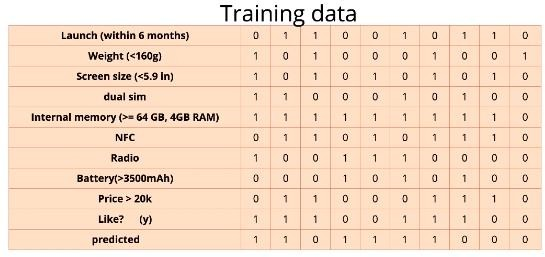 Training data
Launch (within 6 months) 0 1 1 0 0 1 0 1 1 0
Weight (<160g) 1 0 1 0 0 0 1 0 0 1
Screen size (<5.9 in) 1 0 1 0 1 0 1 0 1 0
dual sim 1 1 0 0 0 1 0 1 0 0
Internal memory (>= 64 GB, 4GB RAM) 1 1 1 1 1 1 1 1 1 0
NFC 0 1 1 0 1 0 1 1 1 0
Radio 1 0 0 1 1 1 0 0 0 0
Battery(>3500mAh) 0 0 0 1 0 1 0 1 0 0
Price > 20k 0 1 1 0 0 0 1 1 1 0
Like? (y) 1 1 1 0 0 1 1 1 0 0
predicted 1 1 0 1 1 1 1 0 0 0